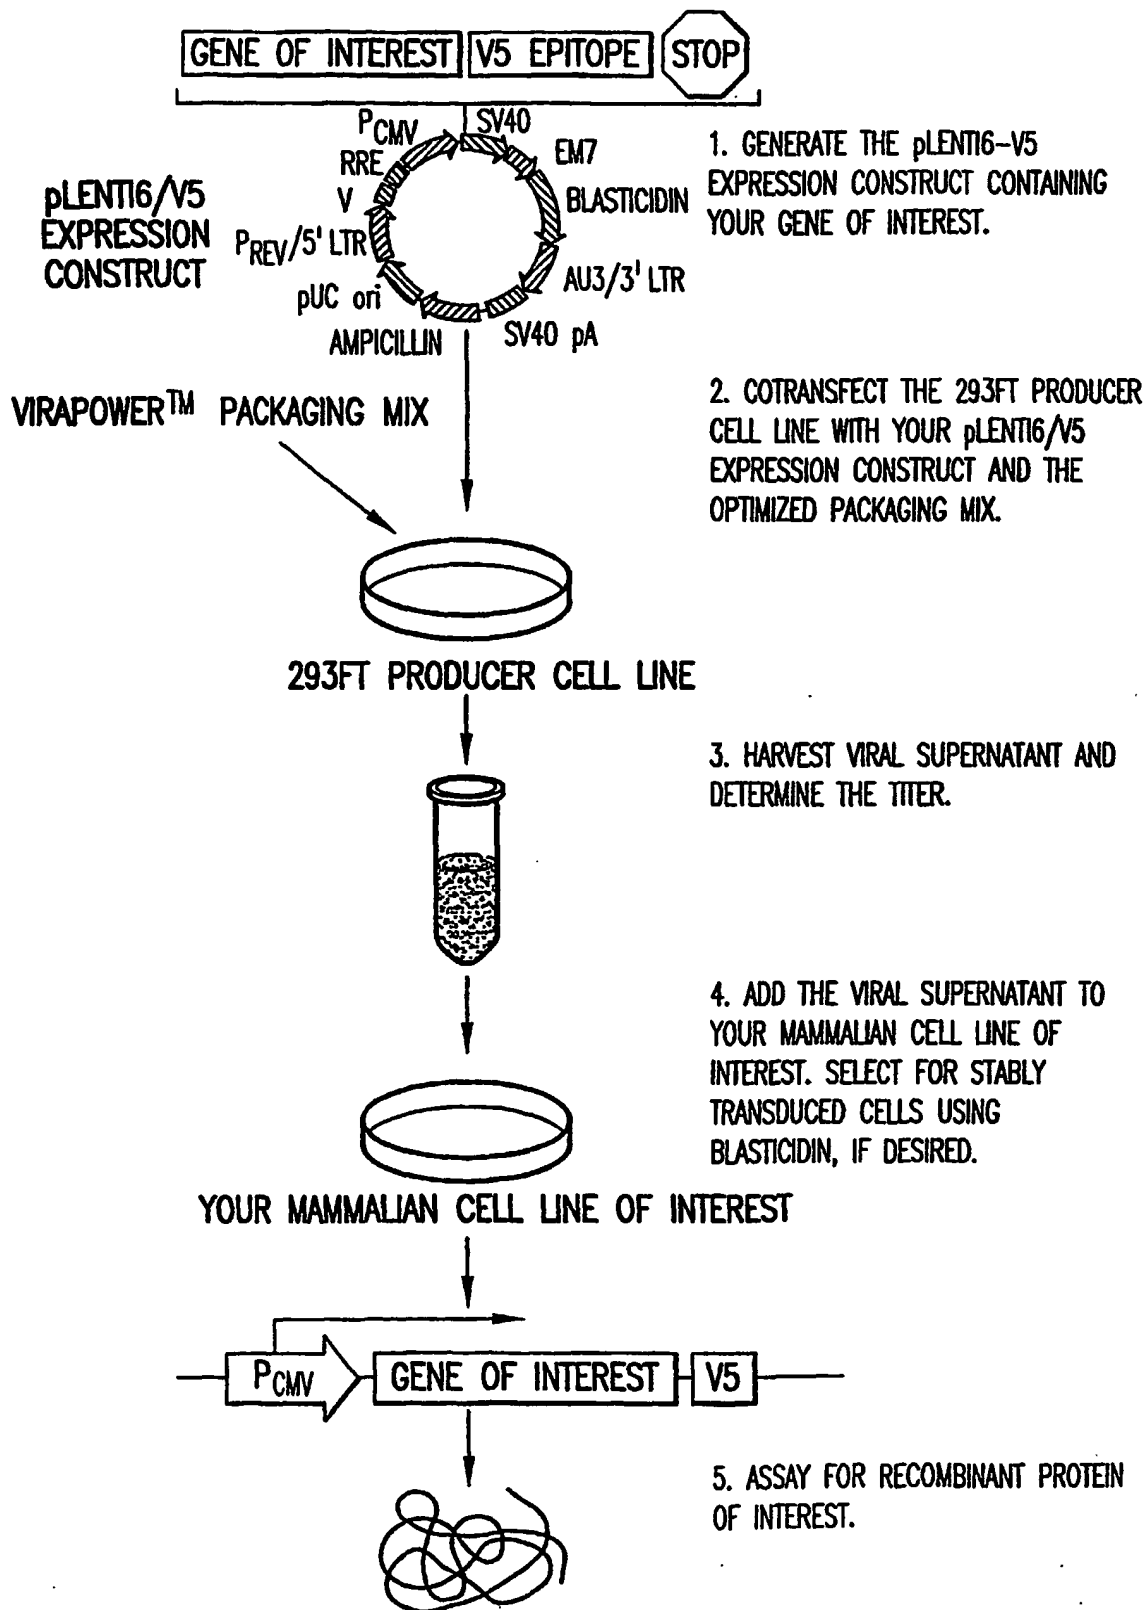 GENE OF INTEREST V5 EPITOPE STOP
PCMV
SV40
RRE
EM7
V
BLASTICIDIN
pLENTI6/V5
EXPRESSION
CONSTRUCT
PREV/5' LTR
AU3/3' LTR
pUC ori
AMPICILLIN
SV40 pA
1. GENERATE THE pLENTI6-V5
EXPRESSION CONSTRUCT CONTAINING
YOUR GENE OF INTEREST.
VIRAPOWER™ PACKAGING MIX
2. COTRANSFECT THE 293FT PRODUCER
CELL LINE WITH YOUR pLENTI6/V5
EXPRESSION CONSTRUCT AND THE
OPTIMIZED PACKAGING MIX.
293FT PRODUCER CELL LINE
3. HARVEST VIRAL SUPERNATANT AND
DETERMINE THE TITER.
4. ADD THE VIRAL SUPERNATANT TO
YOUR MAMMALIAN CELL LINE OF
INTEREST. SELECT FOR STABLY
TRANSDUCED CELLS USING
BLASTICIDIN, IF DESIRED.
YOUR MAMMALIAN CELL LINE OF INTEREST
PCMV GENE OF INTEREST V5
5. ASSAY FOR RECOMBINANT PROTEIN
OF INTEREST.